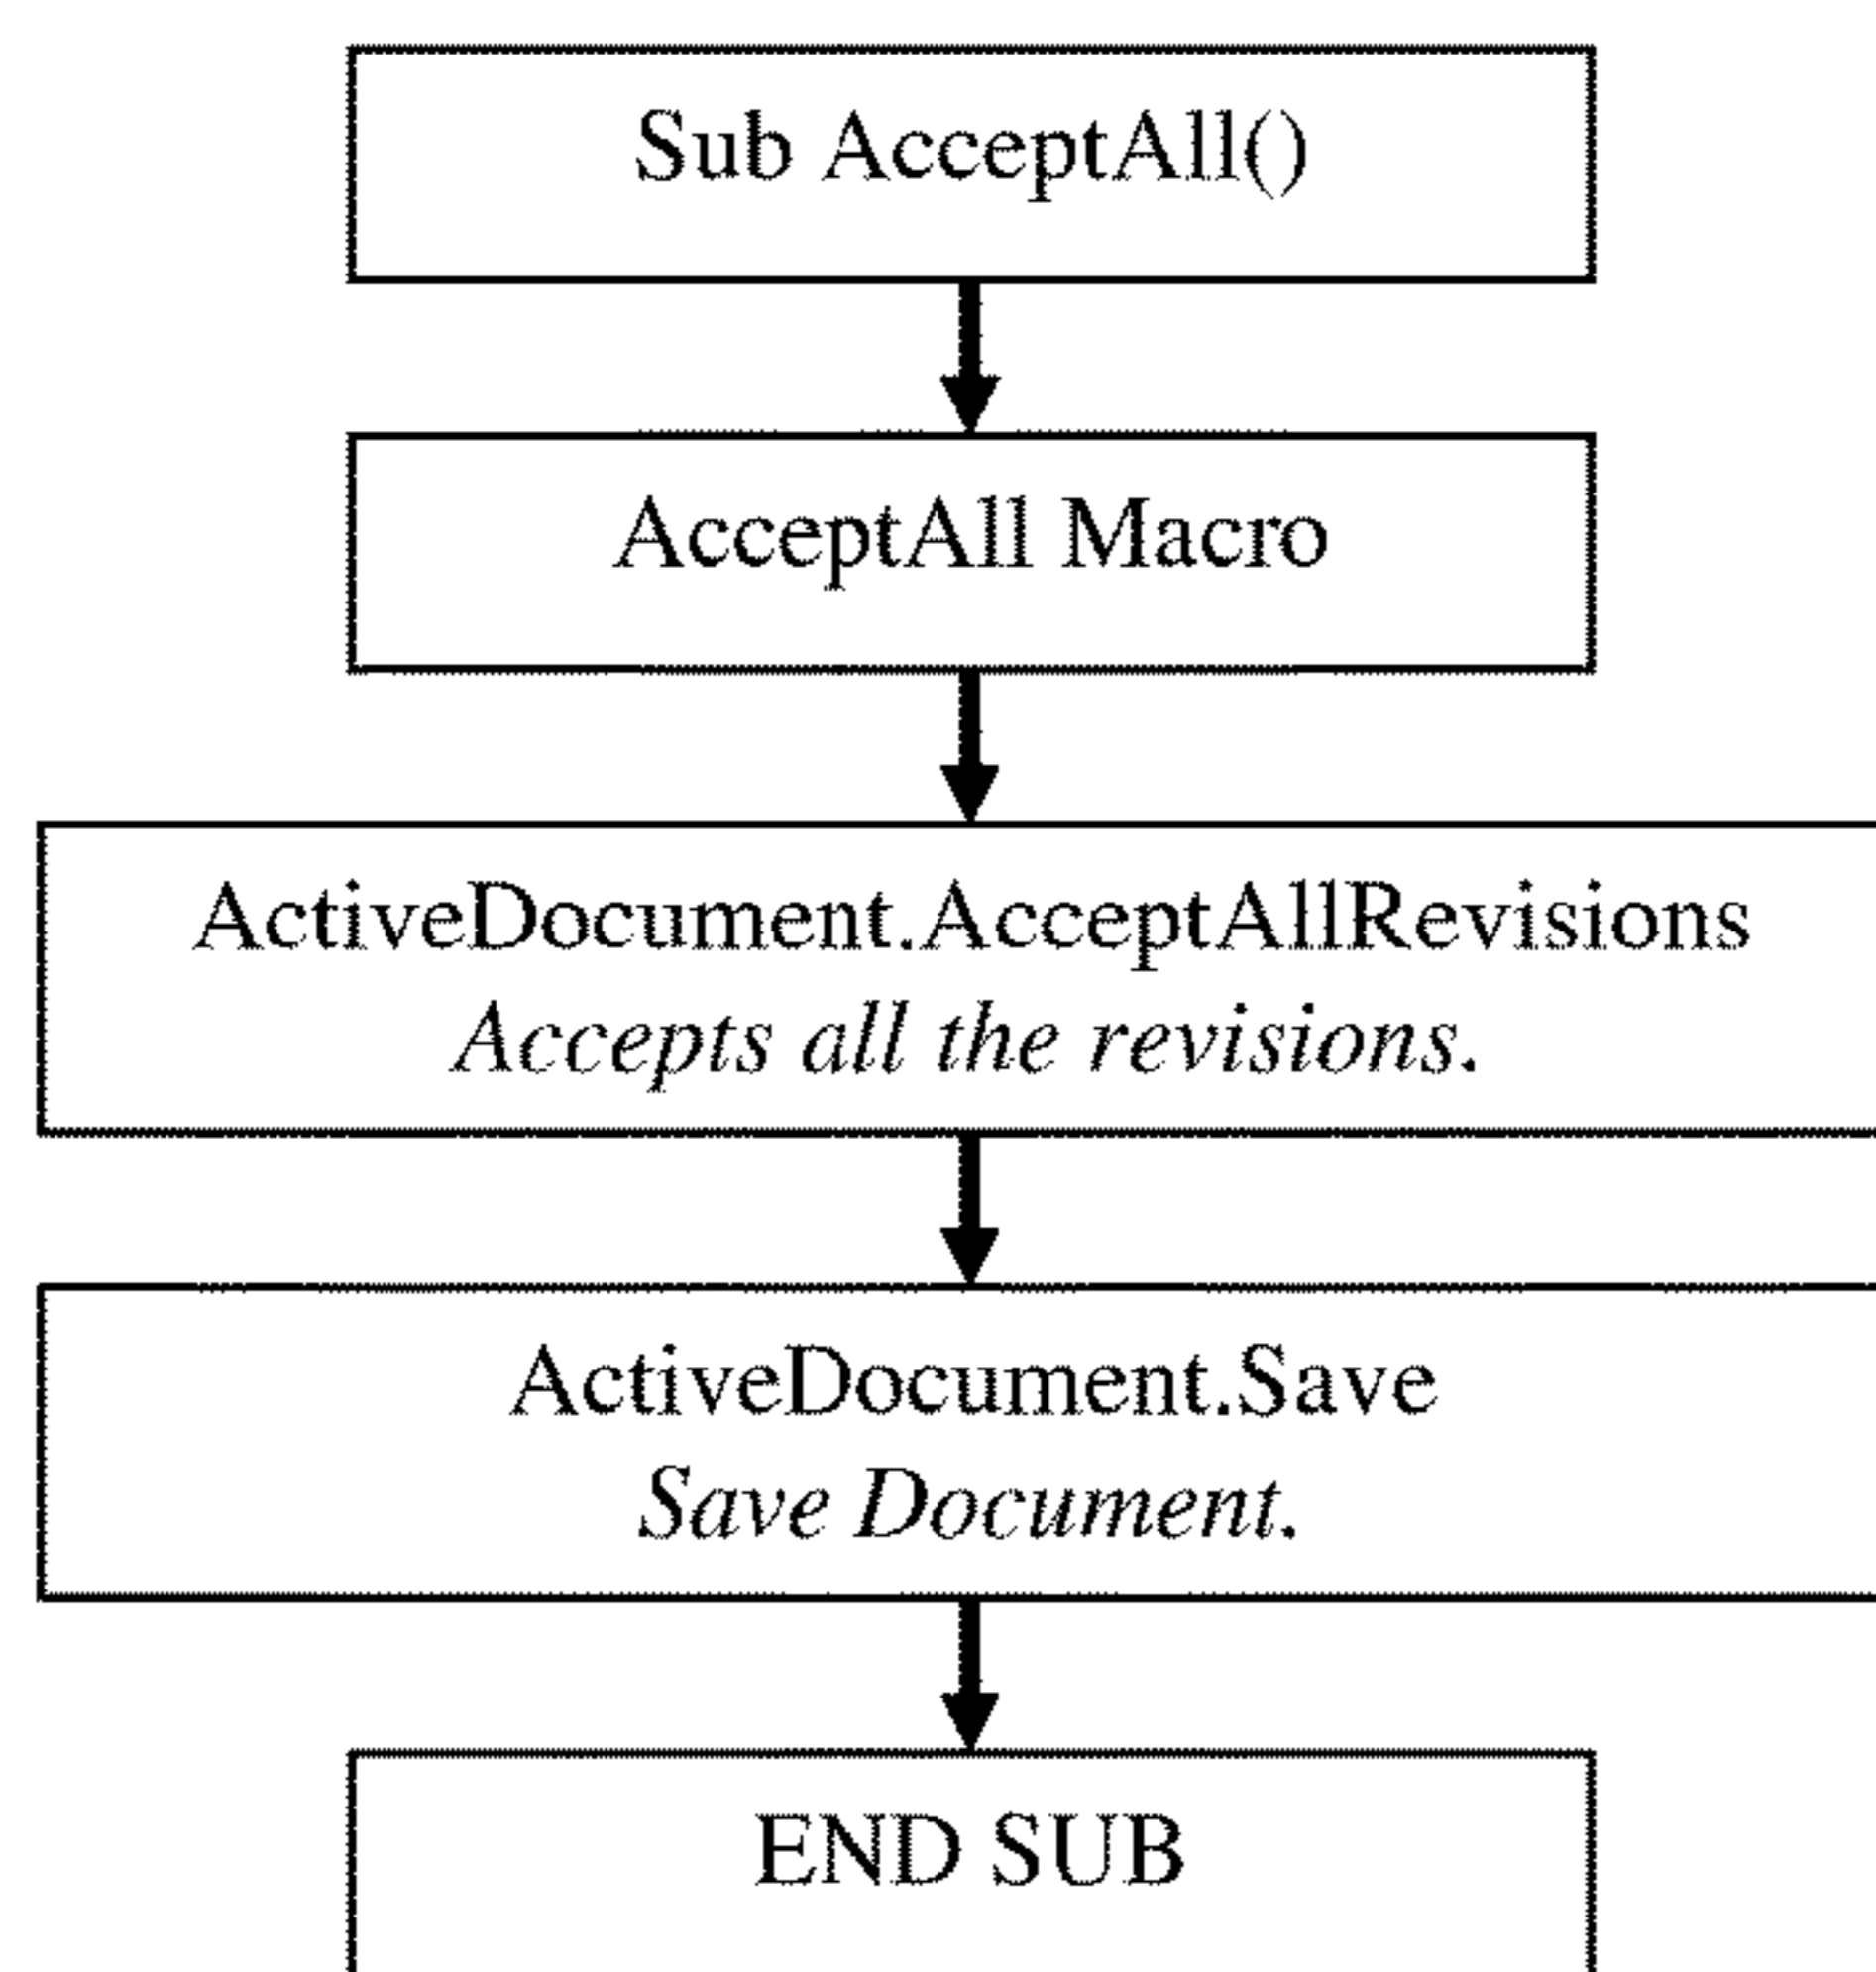 Sub AcceptAll()
AcceptAll Macro
ActiveDocument.AcceptAllRevisions
Accepts all the revisions.
ActiveDocument.Save
Save Document.
END SUB